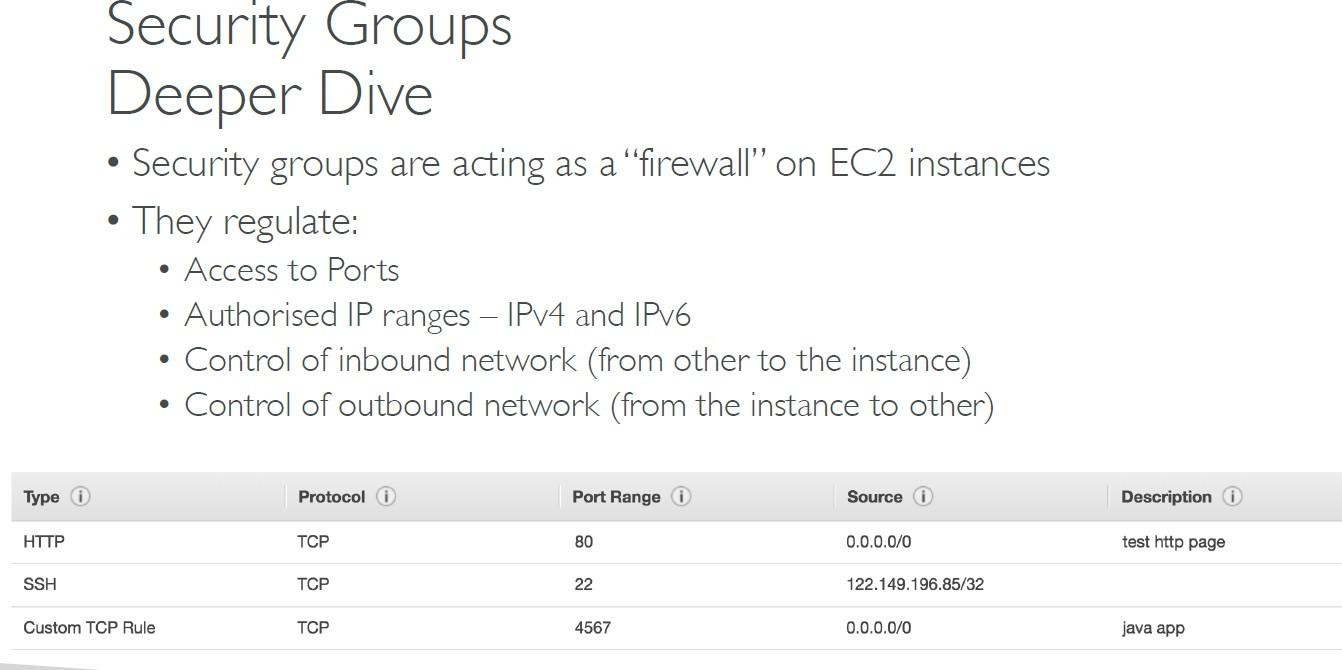 Security Groups
Deeper Dive
• Security groups are acting as a “firewall” on EC2 instances
• They regulate:
• Access to Ports
• Authorised IP ranges – IPv4 and IPv6
• Control of inbound network (from other to the instance)
• Control of outbound network (from the instance to other)
Type Protocol Port Range Source Description
HTTP TCP 80 0.0.0.0/0 test http page
SSH TCP 22 122.149.196.85/32
Custom TCP Rule TCP 4567 0.0.0.0/0 java app